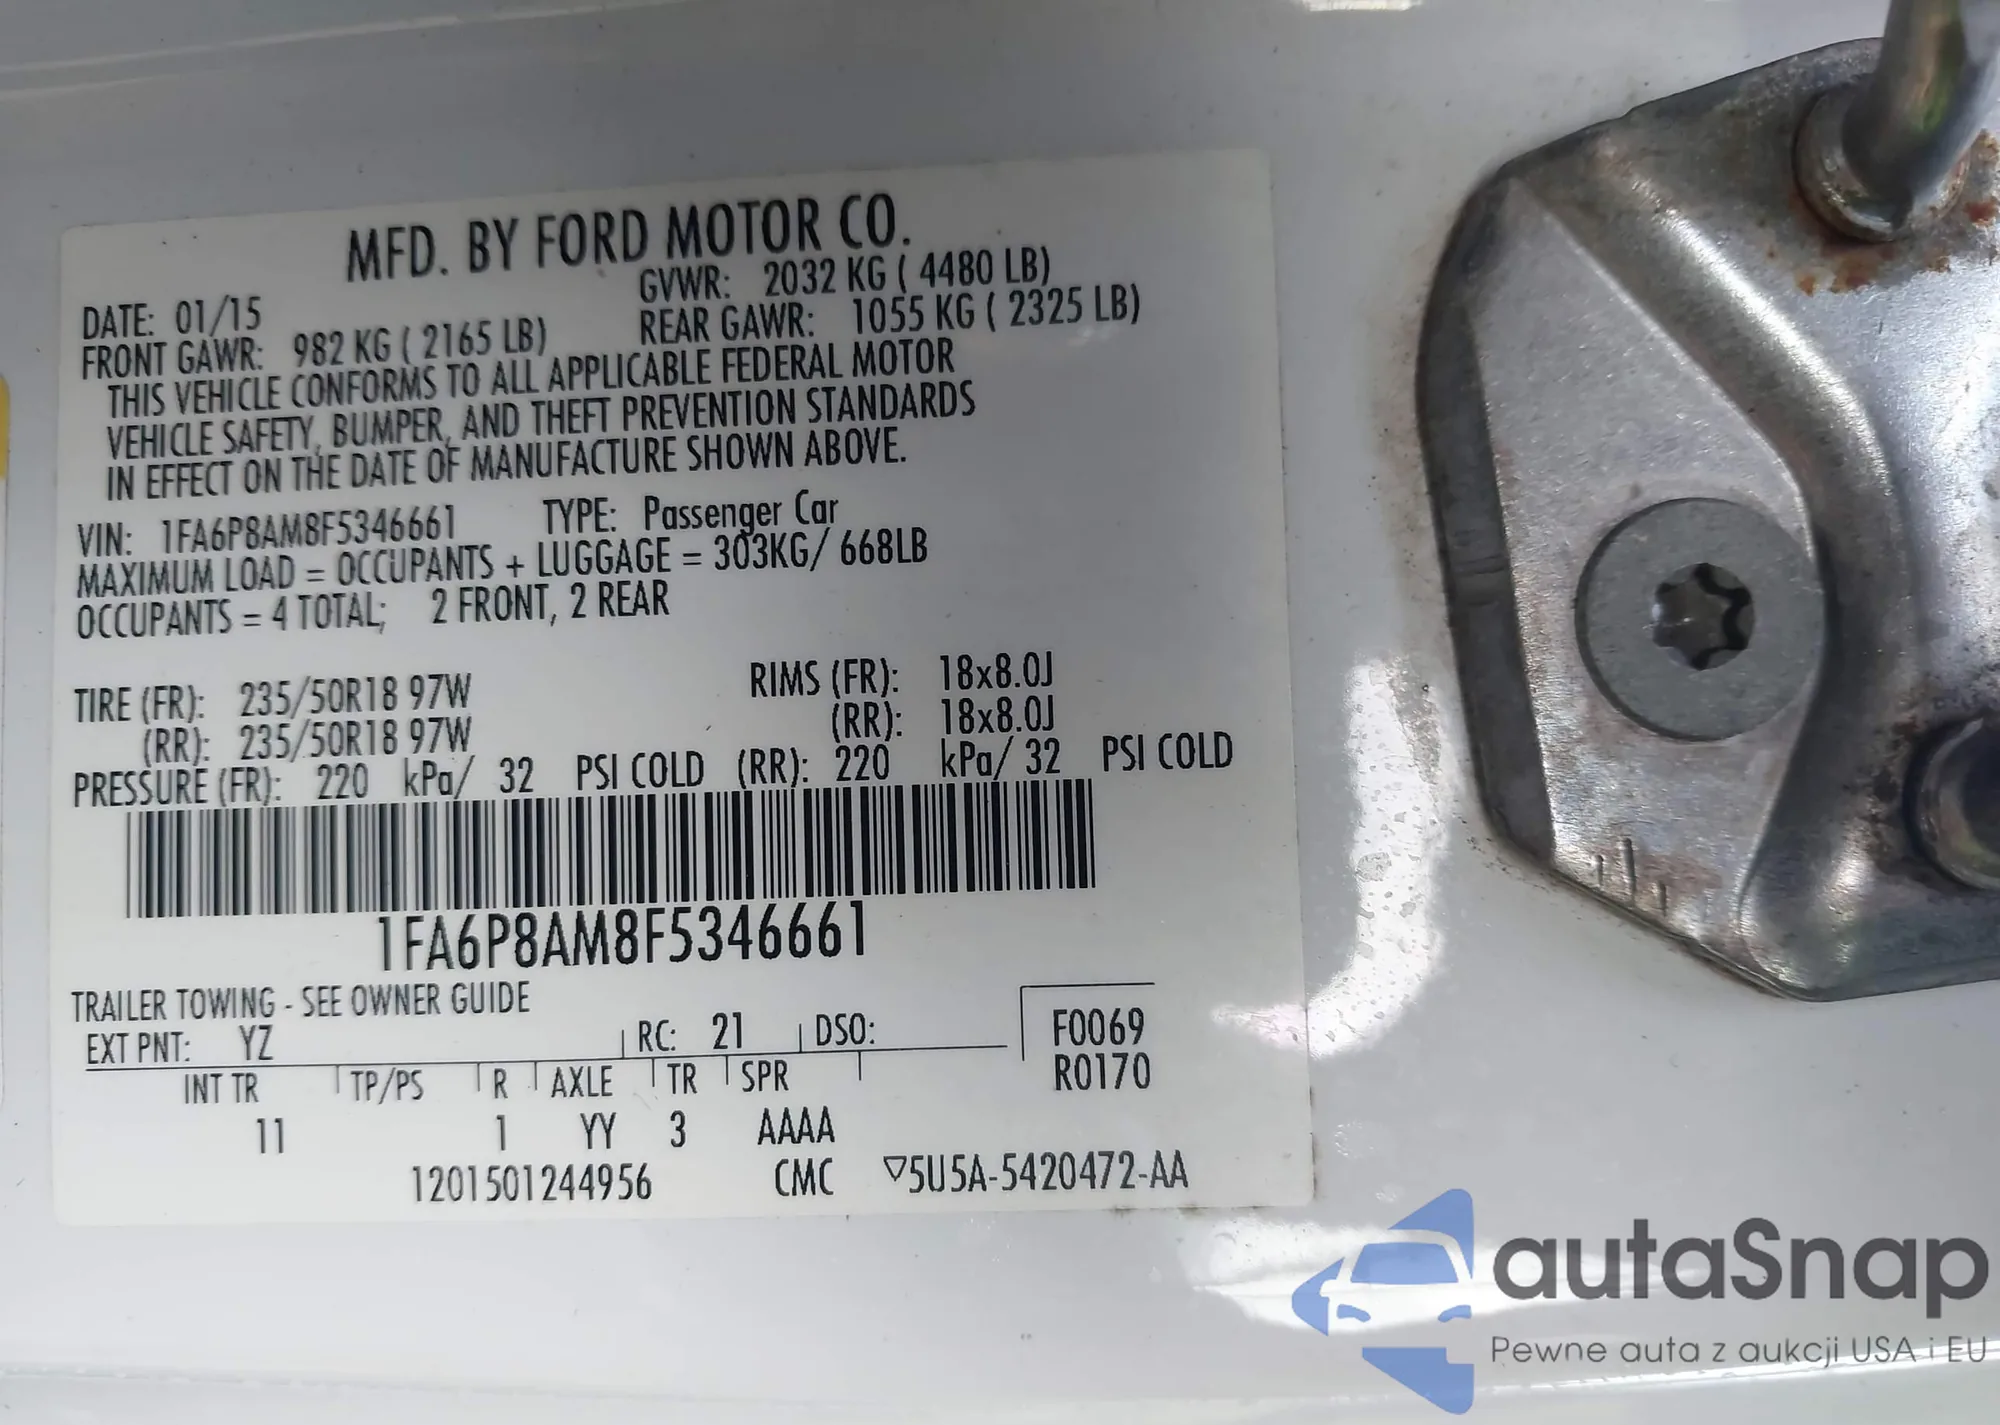 MFD. BY FORD MOTOR CO.
DATE: 01/15 GVWR: 2032 KG ( 4480 LB)
FRONT GAWR: 982 KG ( 2165 LB) REAR GAWR: 1055 KG ( 2325 LB)
THIS VEHICLE CONFORMS TO ALL APPLICABLE FEDERAL MOTOR
VEHICLE SAFETY, BUMPER, AND THEFT PREVENTION STANDARDS
IN EFFECT ON THE DATE OF MANUFACTURE SHOWN ABOVE.
VIN: 1FA6P8AM8F5346661 TYPE: Passenger Car
MAXIMUM LOAD = OCCUPANTS + LUGGAGE = 303KG/ 668LB
OCCUPANTS = 4 TOTAL; 2 FRONT, 2 REAR
TIRE (FR): 235/50R18 97W RIMS (FR): 18x8.0J
(RR): 235/50R18 97W (RR): 18x8.0J
PRESSURE (FR): 220 kPa/ 32 PSI COLD (RR): 220 kPa/ 32 PSI COLD
1FA6P8AM8F5346661
TRAILER TOWING - SEE OWNER GUIDE
EXT PNT: YZ RC: 21 DSO: F0069
INT TR TP/PS R AXLE TR SPR R0170
11 1 YY 3 AAAA
1201501244956 CMC ▽5U5A-5420472-AA
autaSnap
Pewne auta z aukcji USA i EU